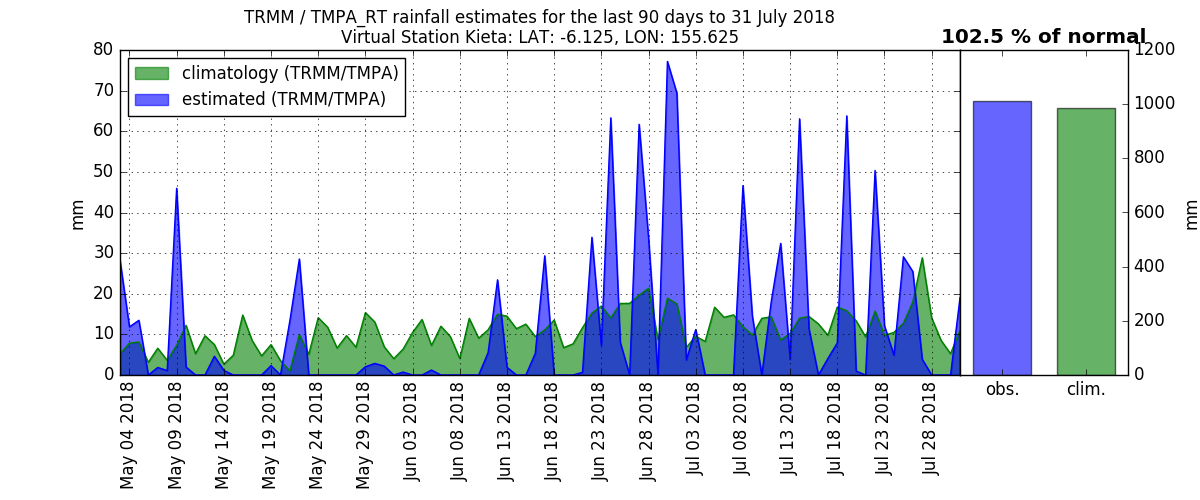 TRMM / TMPA_RT rainfall estimates for the last 90 days to 31 July 2018
Virtual Station Kieta: LAT: -6.125, LON: 155.625
102.5 % of normal
climatology (TRMM/TMPA)
estimated (TRMM/TMPA)
mm
80
70
60
50
40
30
20
10
0
May 04 2018
May 09 2018
May 14 2018
May 19 2018
May 24 2018
May 29 2018
Jun 03 2018
Jun 08 2018
Jun 13 2018
Jun 18 2018
Jun 23 2018
Jun 28 2018
Jul 03 2018
Jul 08 2018
Jul 13 2018
Jul 18 2018
Jul 23 2018
Jul 28 2018
obs.
clim.
1200
1000
800
600
400
200
0
mm